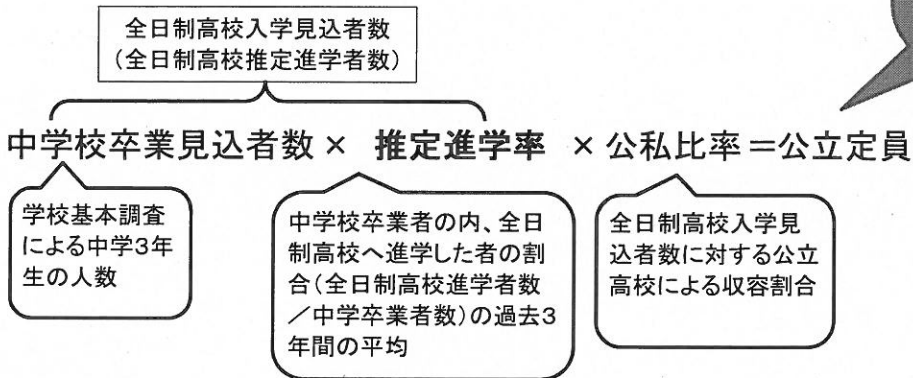 全日制高校入学見込者数
(全日制高校推定進学者数)
中学校卒業見込者数 × 推定進学率 × 公私比率=公立定員
学校基本調査
による中学3年
生の人数
中学校卒業者の内、全日
制高校へ進学した者の割
合(全日制高校進学者数
/中学卒業者数)の過去3
年間の平均
全日制高校入学見
込者数に対する公立
高校による収容割合